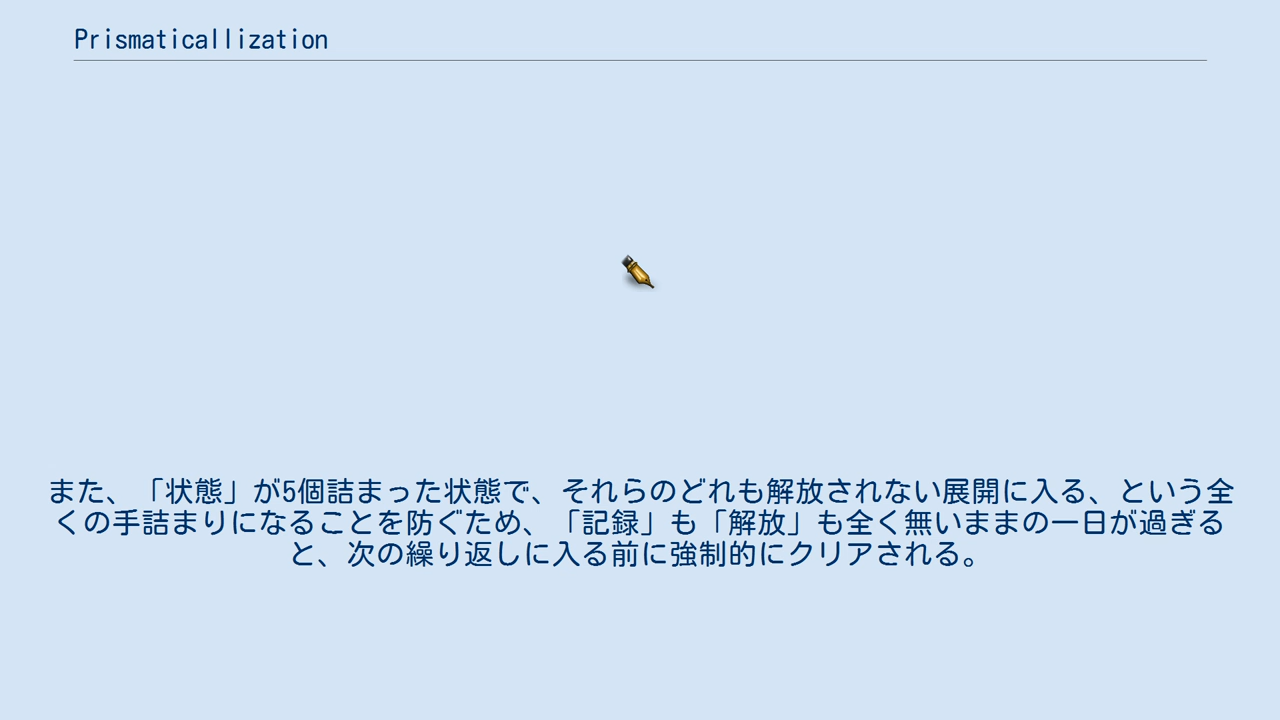 Prismaticallization
また、「状態」が5個詰まった状態で、それらのどれも解放されない展開に入る、という全
くの手詰まりになることを防ぐため、「記録」も「解放」も全く無いままの一日が過ぎる
と、次の繰り返しに入る前に強制的にクリアされる。